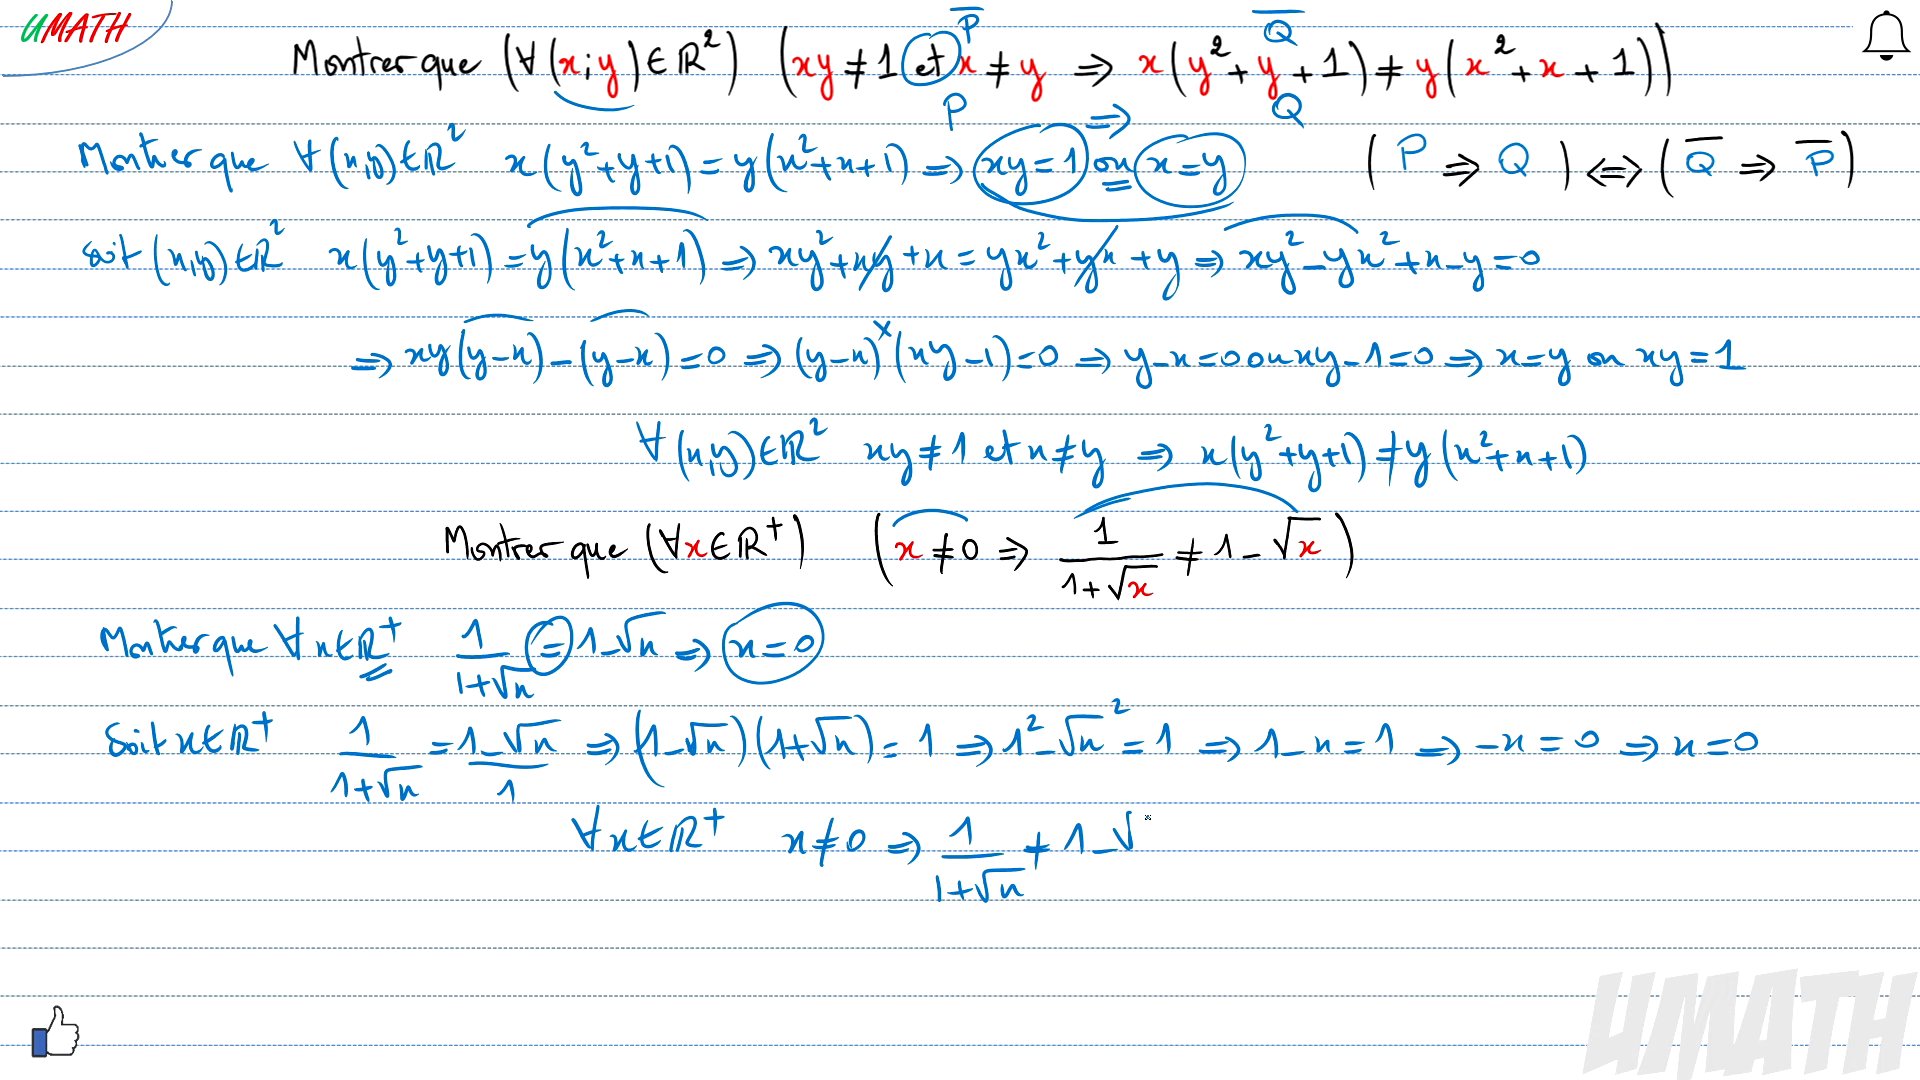 UMATH
P̅ Q̅
Montrer que (∀(x;y)∈ℝ²) (xy≠1 et x≠y ⇒ x(y²+y+1)≠y(x²+x+1))
P ⇒ Q
Montrer que ∀(x,y)∈ℝ² x(y²+y+1)=y(x²+x+1) ⇒ xy=1 ou x=y (P ⇒ Q) ⇔ (Q̅ ⇒ P̅)
Soit (x,y)∈ℝ² x(y²+y+1)=y(x²+x+1) ⇒ xy²+xy+x=yx²+yx+y ⇒ xy²-yx²+x-y=0
⇒ xy(y-x)-(y-x)=0 ⇒ (y-x)×(xy-1)=0 ⇒ y-x=0 ou xy-1=0 ⇒ x=y ou xy=1
∀(x,y)∈ℝ² xy≠1 et x≠y ⇒ x(y²+y+1)≠y(x²+x+1)
Montrer que (∀x∈ℝ⁺) (x≠0 ⇒ 1/(1+√x) ≠ 1-√x)
Montrer que ∀x∈ℝ⁺ 1/(1+√x) = 1-√x ⇒ x=0
Soit x∈ℝ⁺ 1/(1+√x) = (1-√x)/1 ⇒ (1-√x)(1+√x)=1 ⇒ 1²-√x²=1 ⇒ 1-x=1 ⇒ -x=0 ⇒ x=0
∀x∈ℝ⁺ x≠0 ⇒ 1/(1+√x) ≠ 1-√
UMATH